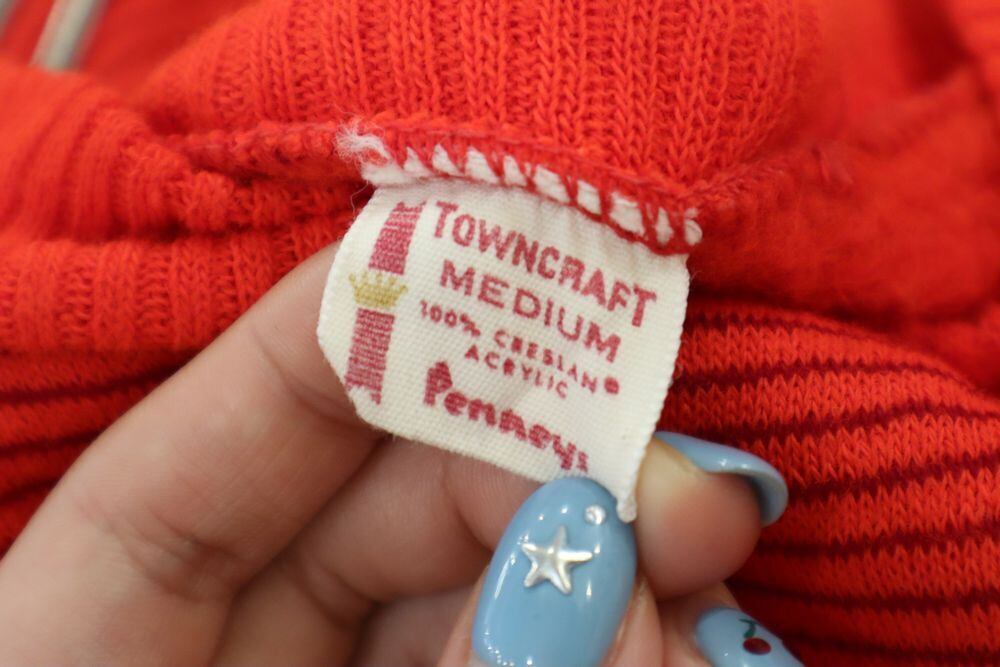 TOWNCRAFT
MEDIUM
100% CRESLAN®
ACRYLIC
Penneys